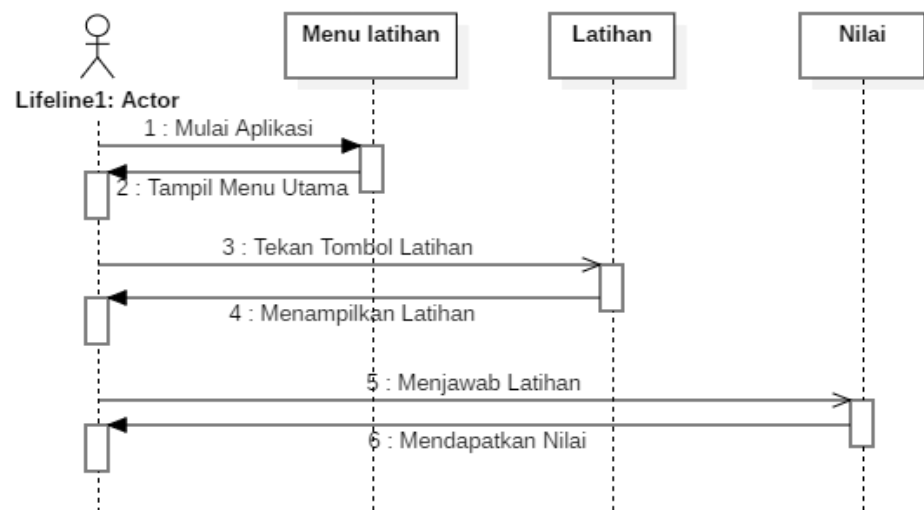 Menu latihan
Latihan
Nilai
Lifeline1: Actor
1 : Mulai Aplikasi
2 : Tampil Menu Utama
3 : Tekan Tombol Latihan
4 : Menampilkan Latihan
5 : Menjawab Latihan
6 : Mendapatkan Nilai